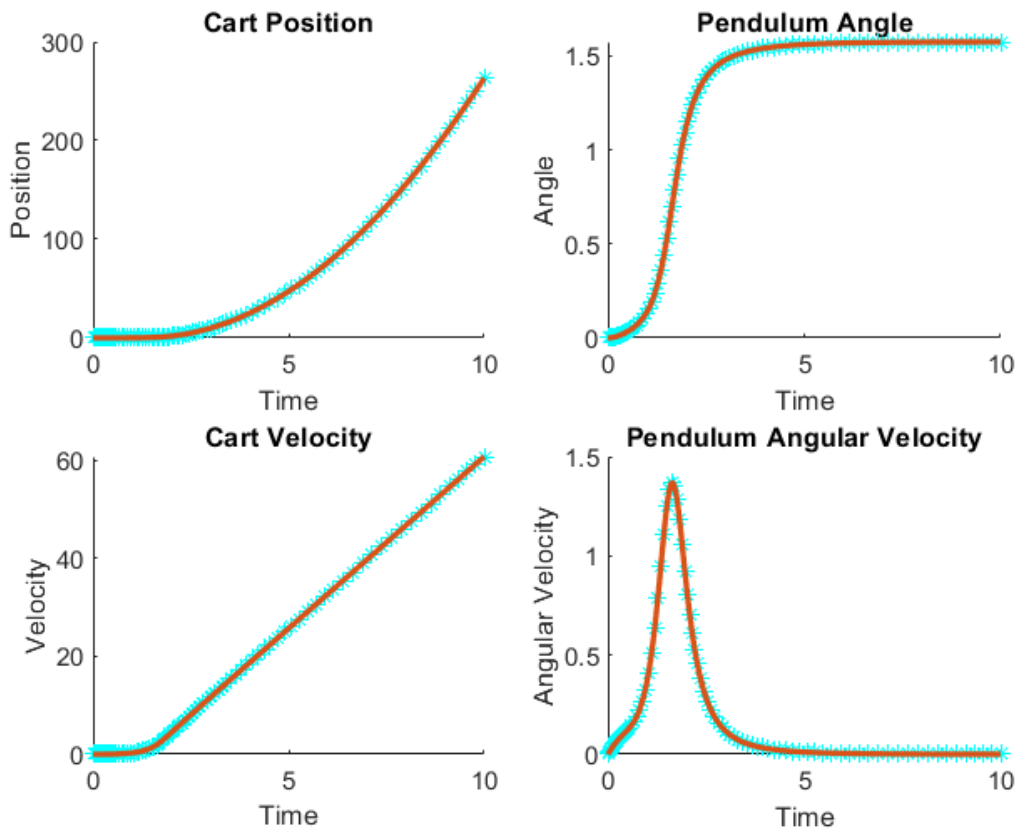 Cart Position
300
200
100
0
Position
0 5 10
Time
Pendulum Angle
1.5
1
0.5
0
Angle
0 5 10
Time
Cart Velocity
60
40
20
0
Velocity
0 5 10
Time
Pendulum Angular Velocity
1.5
1
0.5
0
Angular Velocity
0 5 10
Time